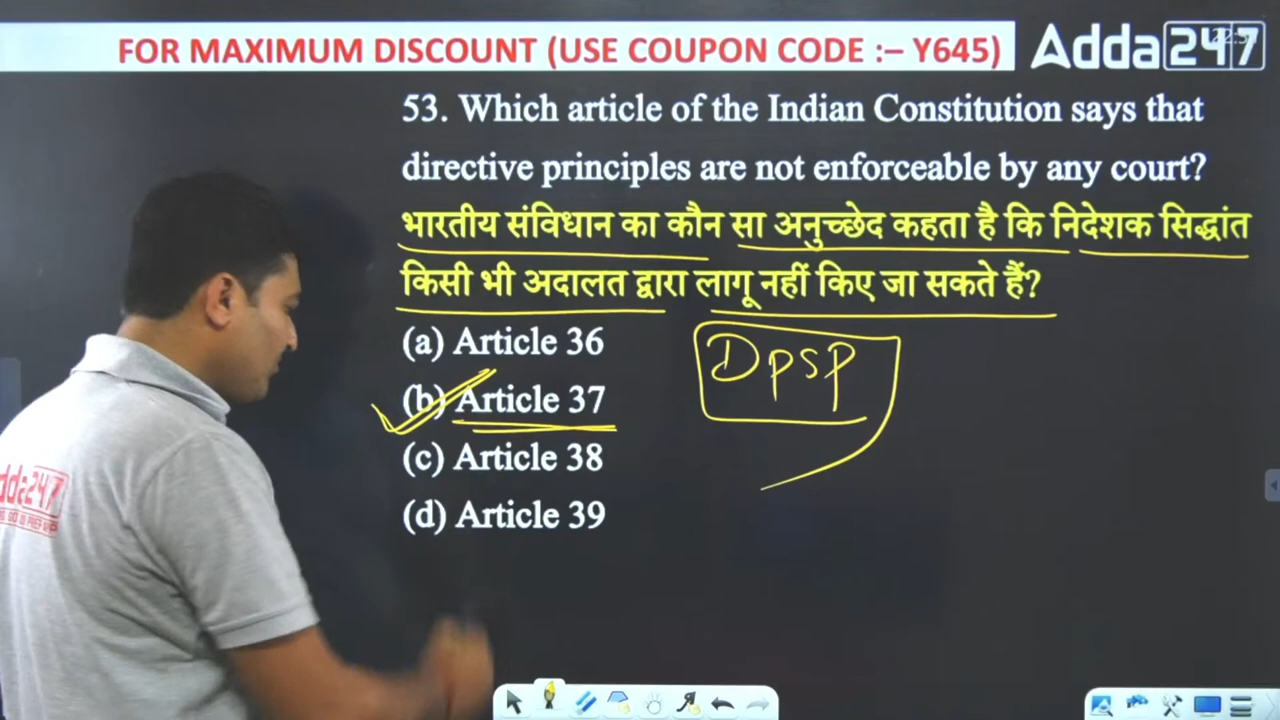 FOR MAXIMUM DISCOUNT (USE COUPON CODE :– Y645)
Adda247
53. Which article of the Indian Constitution says that
directive principles are not enforceable by any court?
भारतीय संविधान का कौन सा अनुच्छेद कहता है कि निदेशक सिद्धांत
किसी भी अदालत द्वारा लागू नहीं किए जा सकते हैं?
(a) Article 36
DPSP
(b) Article 37
(c) Article 38
(d) Article 39
dda247